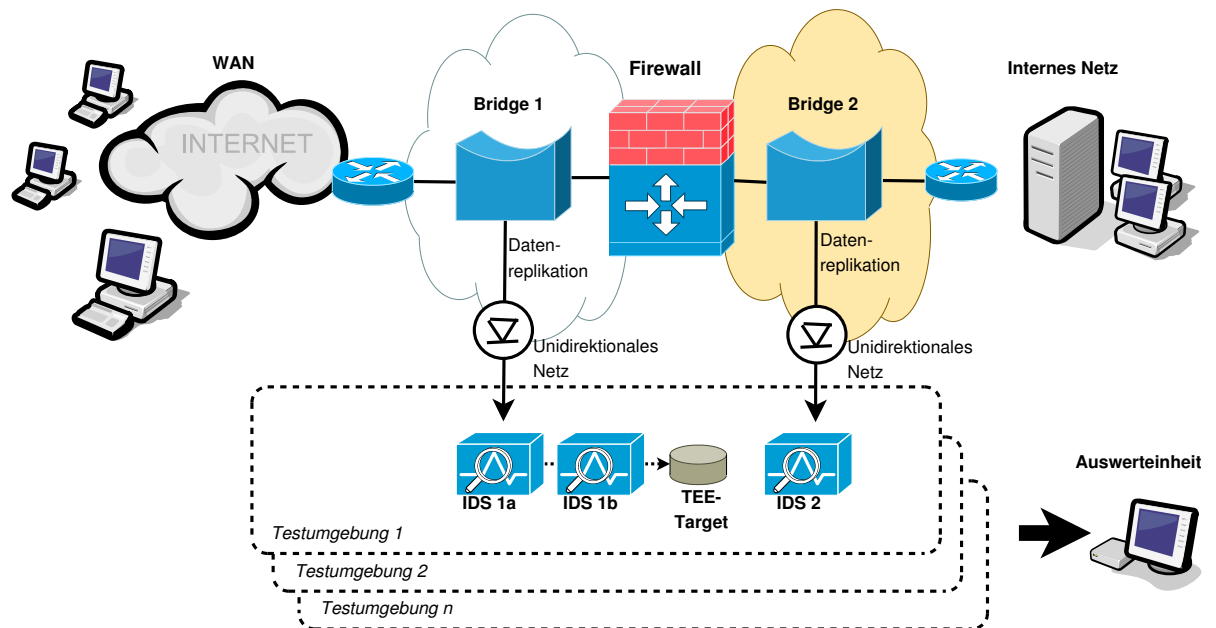 WAN
Firewall
Internes Netz
Bridge 1
Bridge 2
INTERNET
Daten-
replikation
Daten-
replikation
Unidirektionales
Netz
Unidirektionales
Netz
IDS 1a
IDS 1b
TEE-
Target
IDS 2
Auswerteinheit
Testumgebung 1
Testumgebung 2
Testumgebung n